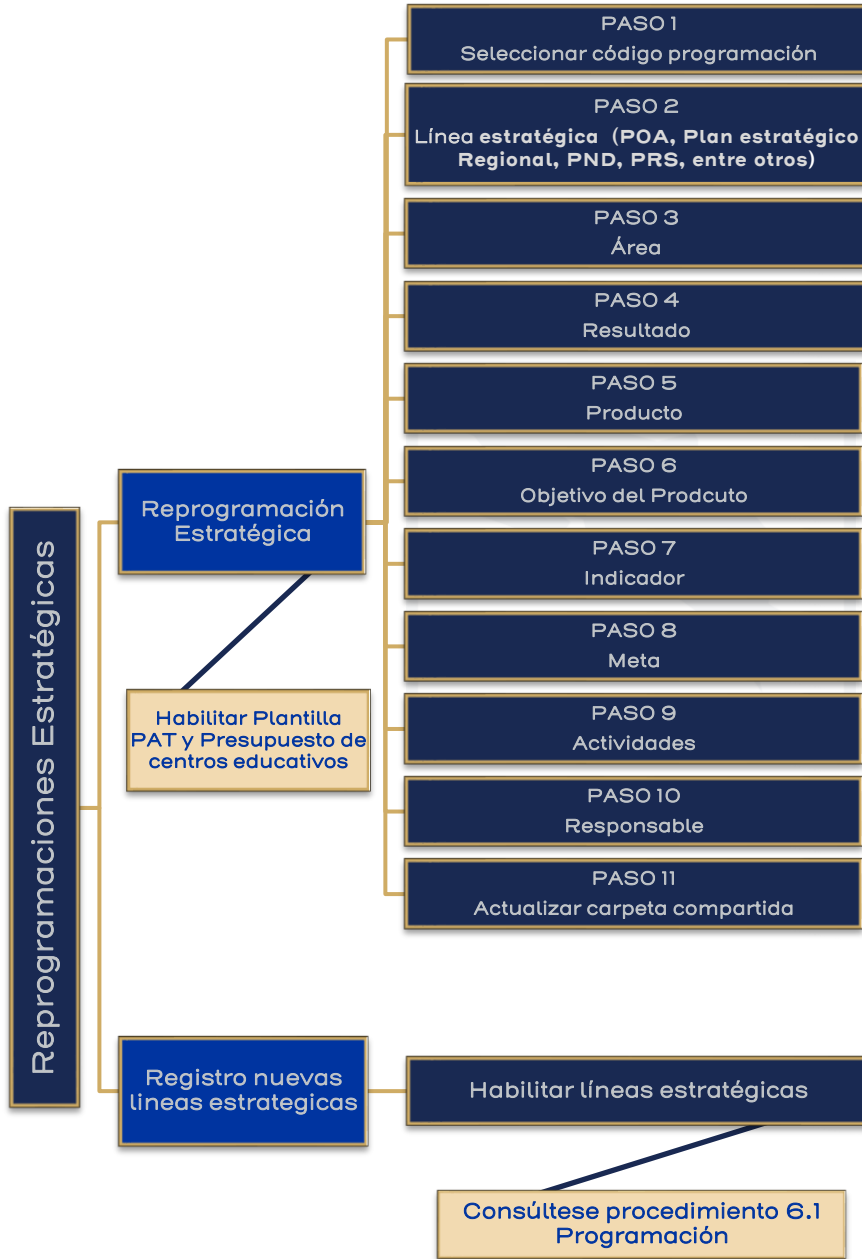 Reprogramaciones Estratégicas
Reprogramación
Estratégica
Habilitar Plantilla
PAT y Presupuesto de
centros educativos
PASO 1
Seleccionar código programación
PASO 2
Línea estratégica (POA, Plan estratégico
Regional, PND, PRS, entre otros)
PASO 3
Área
PASO 4
Resultado
PASO 5
Producto
PASO 6
Objetivo del Prodcuto
PASO 7
Indicador
PASO 8
Meta
PASO 9
Actividades
PASO 10
Responsable
PASO 11
Actualizar carpeta compartida
Registro nuevas
lineas estrategicas
Habilitar líneas estratégicas
Consúltese procedimiento 6.1
Programación